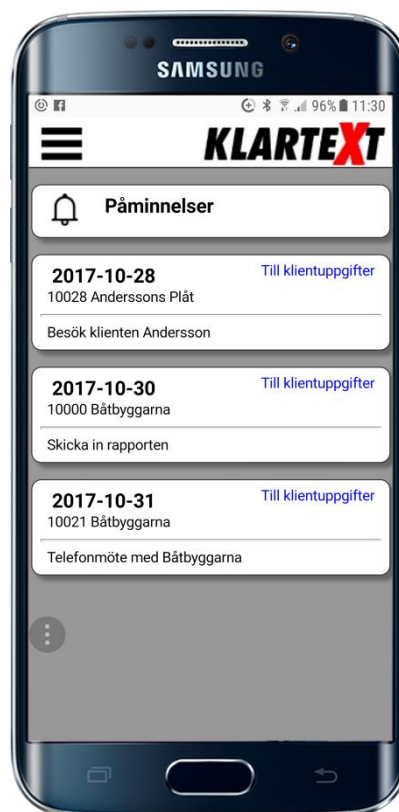 SAMSUNG
96% 11:30
KLARTEXT
Påminnelser
2017-10-28 Till klientuppgifter
10028 Anderssons Plåt
Besök klienten Andersson
2017-10-30 Till klientuppgifter
10000 Båtbyggarna
Skicka in rapporten
2017-10-31 Till klientuppgifter
10021 Båtbyggarna
Telefonmöte med Båtbyggarna